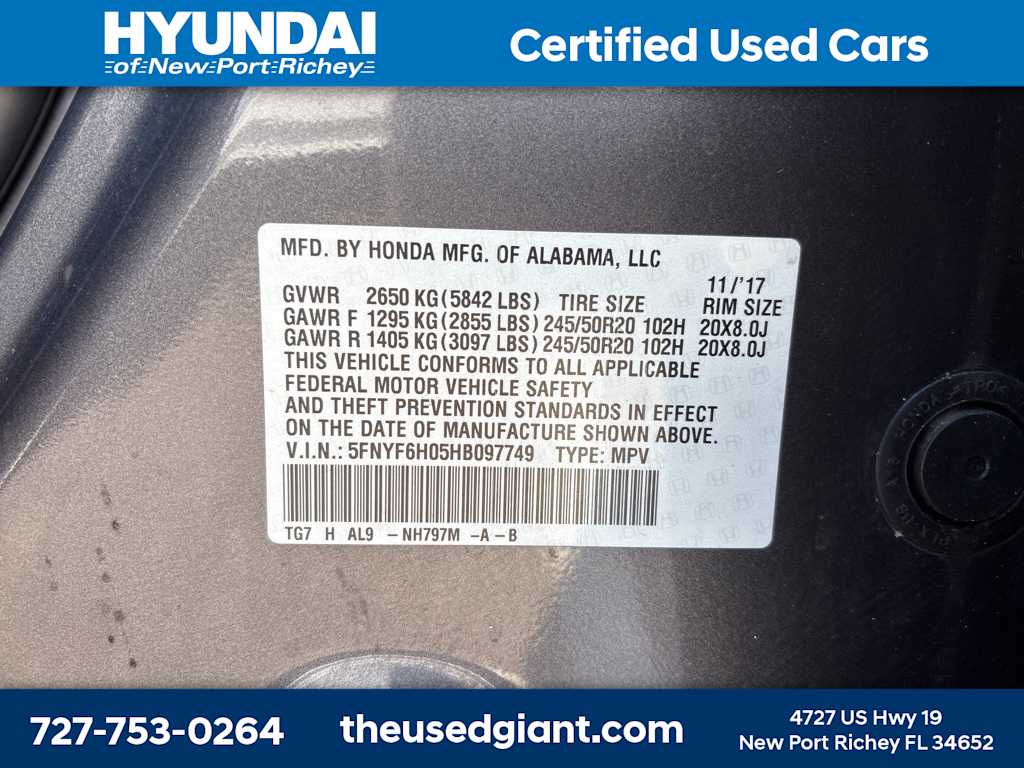 HYUNDAI
of New Port Richey
Certified Used Cars
MFD. BY HONDA MFG. OF ALABAMA, LLC
11/'17
GVWR 2650 KG (5842 LBS) TIRE SIZE RIM SIZE
GAWR F 1295 KG (2855 LBS) 245/50R20 102H 20X8.0J
GAWR R 1405 KG (3097 LBS) 245/50R20 102H 20X8.0J
THIS VEHICLE CONFORMS TO ALL APPLICABLE
FEDERAL MOTOR VEHICLE SAFETY
AND THEFT PREVENTION STANDARDS IN EFFECT
ON THE DATE OF MANUFACTURE SHOWN ABOVE.
V.I.N.: 5FNYF6H05HB097749 TYPE: MPV
TG7 H AL9 -NH797M -A-B
HONDA
727-753-0264
theusedgiant.com
4727 US Hwy 19
New Port Richey FL 34652